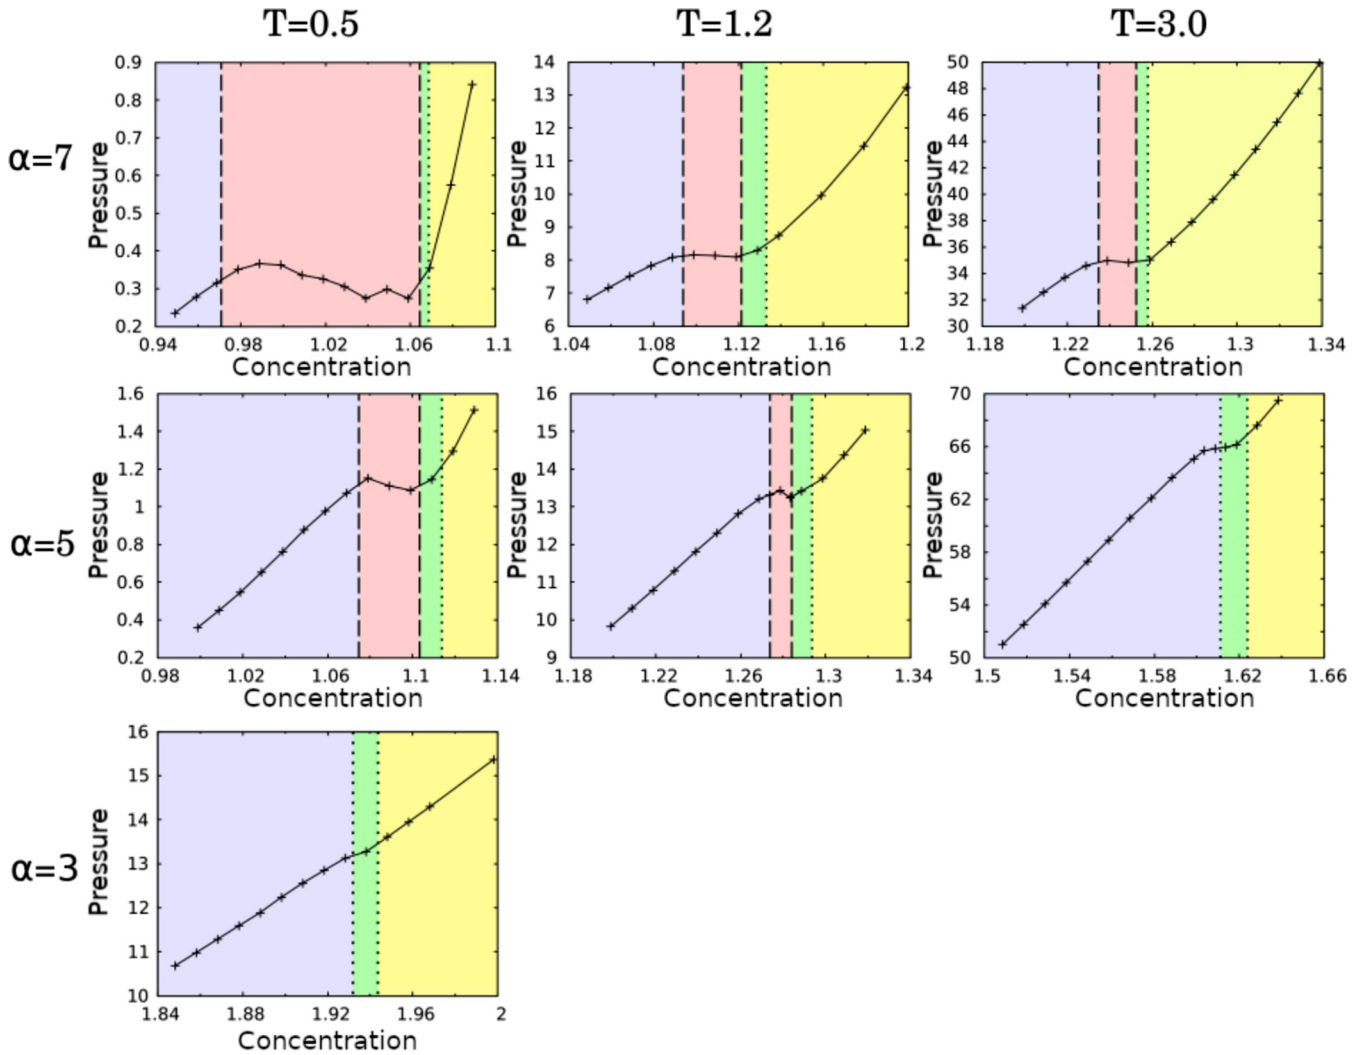 T=0.5 T=1.2 T=3.0
α=7
Pressure
0.9
0.8
0.7
0.6
0.5
0.4
0.3
0.2
0.94 0.98 1.02 1.06 1.1
Concentration
Pressure
14
13
12
11
10
9
8
7
6
1.04 1.08 1.12 1.16 1.2
Concentration
Pressure
50
48
46
44
42
40
38
36
34
32
30
1.18 1.22 1.26 1.3 1.34
Concentration
α=5
Pressure
1.6
1.4
1.2
1
0.8
0.6
0.4
0.2
0.98 1.02 1.06 1.1 1.14
Concentration
Pressure
16
15
14
13
12
11
10
9
1.18 1.22 1.26 1.3 1.34
Concentration
Pressure
70
66
62
58
54
50
1.5 1.54 1.58 1.62 1.66
Concentration
α=3
Pressure
16
15
14
13
12
11
10
1.84 1.88 1.92 1.96 2
Concentration